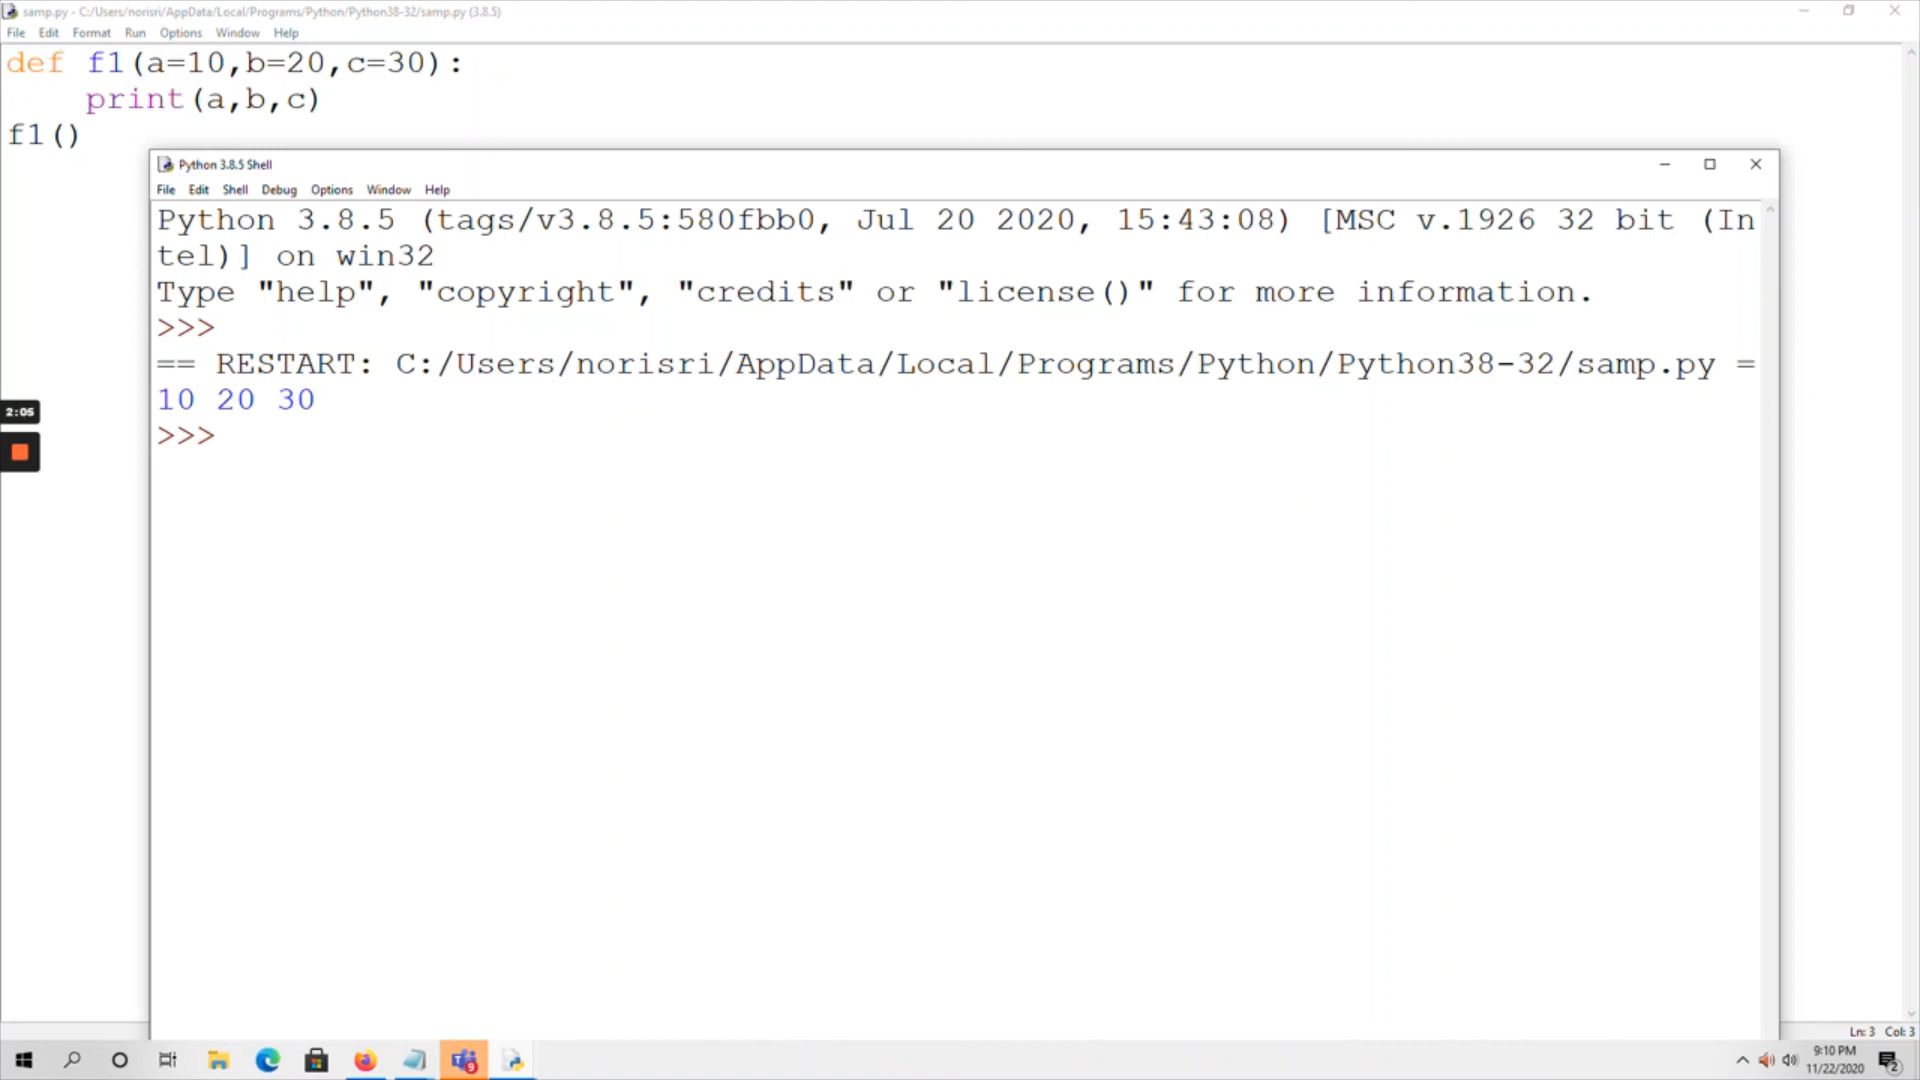 samp.py - C:/Users/norisri/AppData/Local/Programs/Python/Python38-32/samp.py (3.8.5)
File Edit Format Run Options Window Help
def f1(a=10,b=20,c=30):
    print(a,b,c)
f1()
Python 3.8.5 Shell
File Edit Shell Debug Options Window Help
Python 3.8.5 (tags/v3.8.5:580fbb0, Jul 20 2020, 15:43:08) [MSC v.1926 32 bit (In
tel)] on win32
Type "help", "copyright", "credits" or "license()" for more information.
>>>
== RESTART: C:/Users/norisri/AppData/Local/Programs/Python/Python38-32/samp.py =
10 20 30
>>>
2:05
Ln: 3 Col: 3
9
9:10 PM
11/22/2020
2